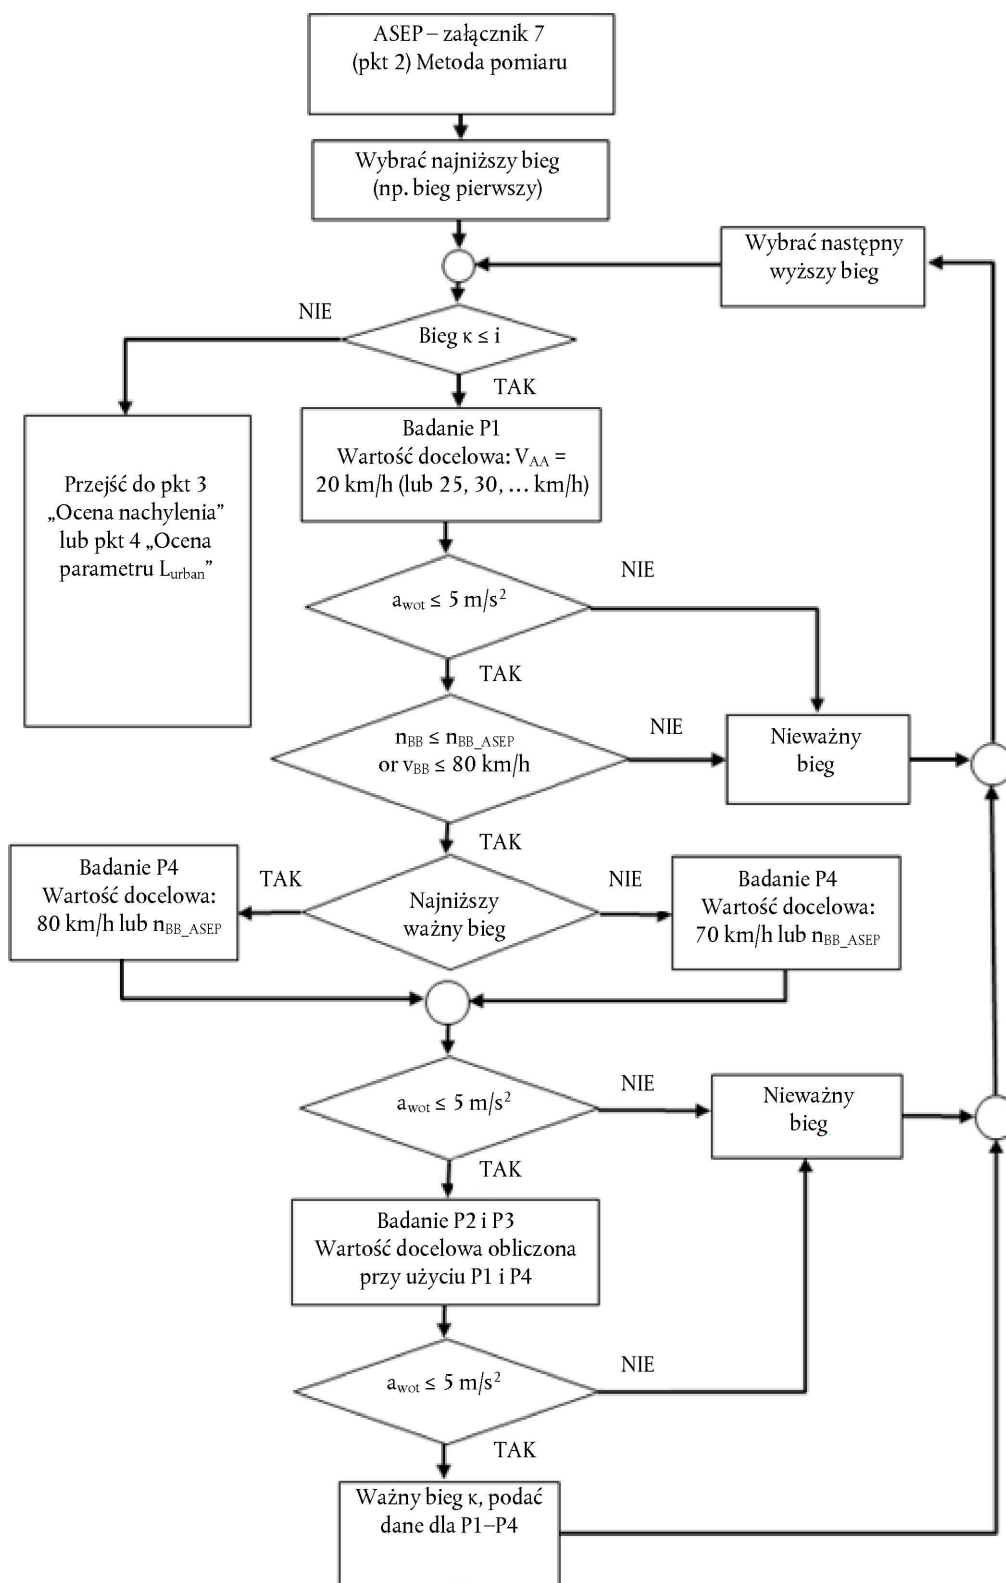 ASEP – załącznik 7
(pkt 2) Metoda pomiaru
Wybrać najniższy bieg
(np. bieg pierwszy)
Wybrać następny
wyższy bieg
NIE
Bieg κ ≤ i
TAK
Przejść do pkt 3
„Ocena nachylenia”
lub pkt 4 „Ocena
parametru Lurban”
Badanie P1
Wartość docelowa: VAA =
20 km/h (lub 25, 30, … km/h)
NIE
awot ≤ 5 m/s²
TAK
nBB ≤ nBB_ASEP
or vBB ≤ 80 km/h
NIE
Nieważny
bieg
TAK
Badanie P4
Wartość docelowa:
80 km/h lub nBB_ASEP
TAK
Najniższy
ważny bieg
NIE
Badanie P4
Wartość docelowa:
70 km/h lub nBB_ASEP
awot ≤ 5 m/s²
NIE
Nieważny
bieg
TAK
Badanie P2 i P3
Wartość docelowa obliczona
przy użyciu P1 i P4
NIE
awot ≤ 5 m/s²
TAK
Ważny bieg κ, podać
dane dla P1–P4